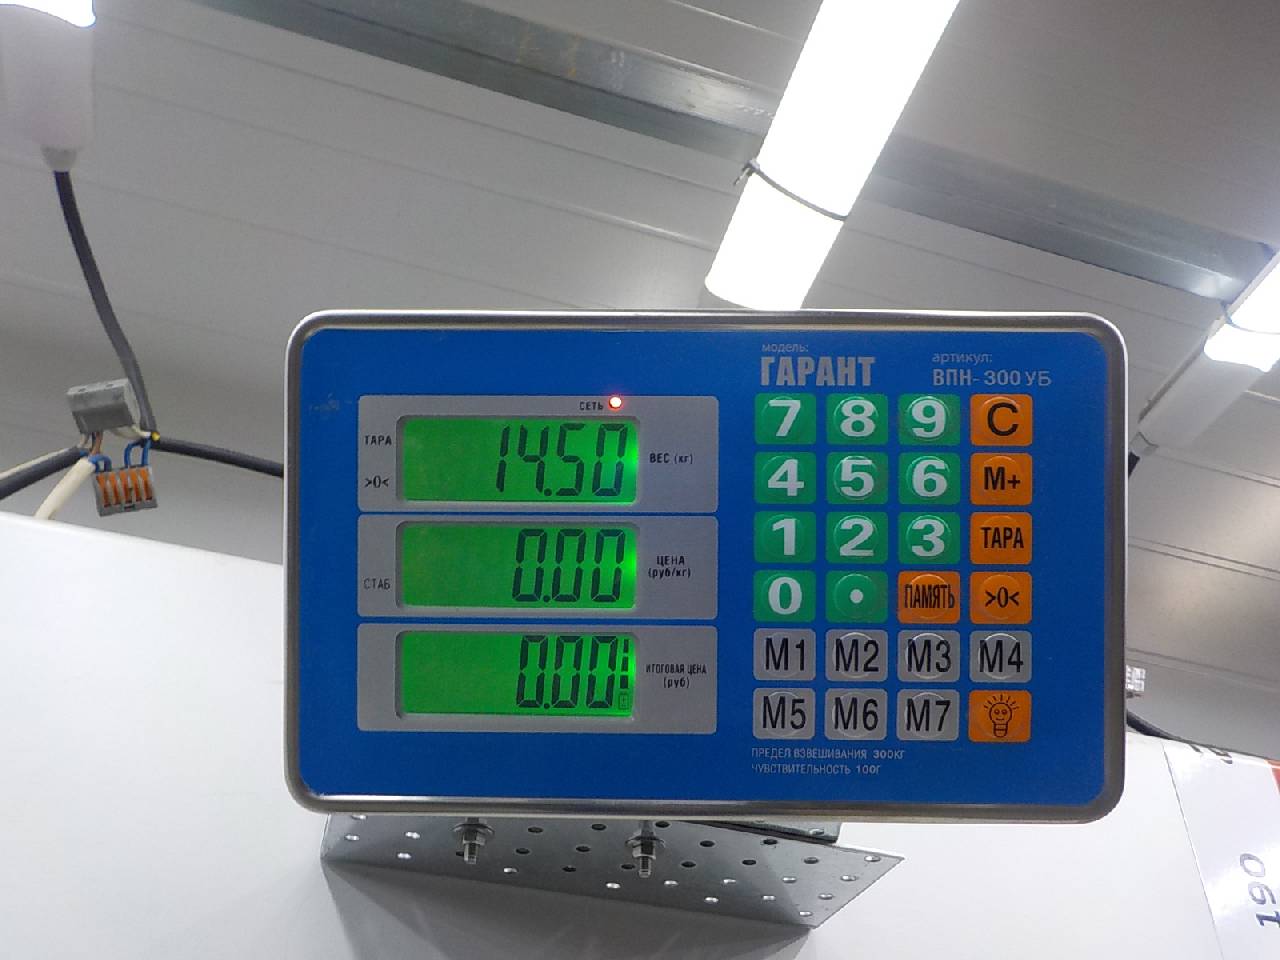 модель:
ГАРАНТ
артикул:
ВПН-300 УБ
СЕТЬ
ТАРА
>0<
14.50
ВЕС (кг)
СТАБ
0.00
ЦЕНА
(руб/кг)
0.00
ИТОГОВАЯ ЦЕНА
(руб)
7 8 9 C
4 5 6 M+
1 2 3 ТАРА
0 • ПАМЯТЬ >0<
M1 M2 M3 M4
M5 M6 M7
ПРЕДЕЛ ВЗВЕШИВАНИЯ 300КГ
ЧУВСТВИТЕЛЬНОСТЬ 100Г
190